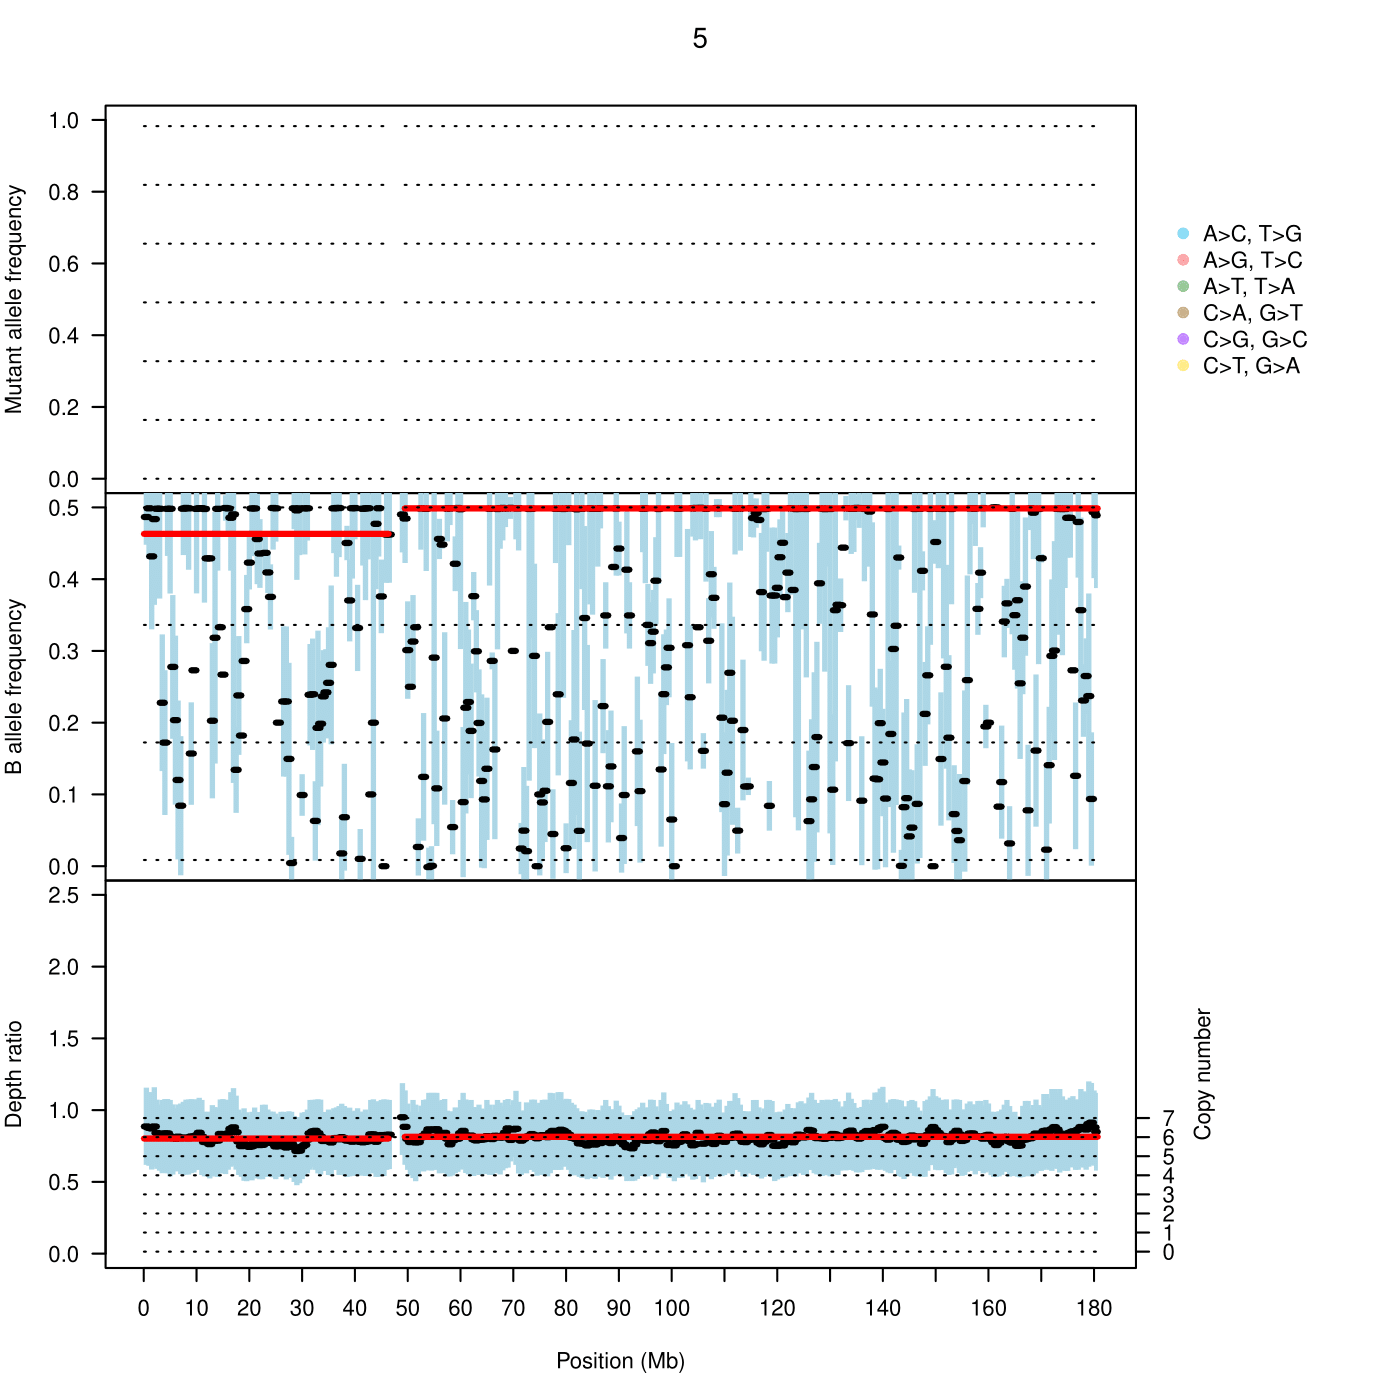 5
Mutant allele frequency
1.0
0.8
0.6
0.4
0.2
0.0
A>C, T>G
A>G, T>C
A>T, T>A
C>A, G>T
C>G, G>C
C>T, G>A
B allele frequency
0.5
0.4
0.3
0.2
0.1
0.0
Depth ratio
2.5
2.0
1.5
1.0
0.5
0.0
Copy number
7
6
5
4
3
2
1
0
0 10 20 30 40 50 60 70 80 90 100 120 140 160 180
Position (Mb)